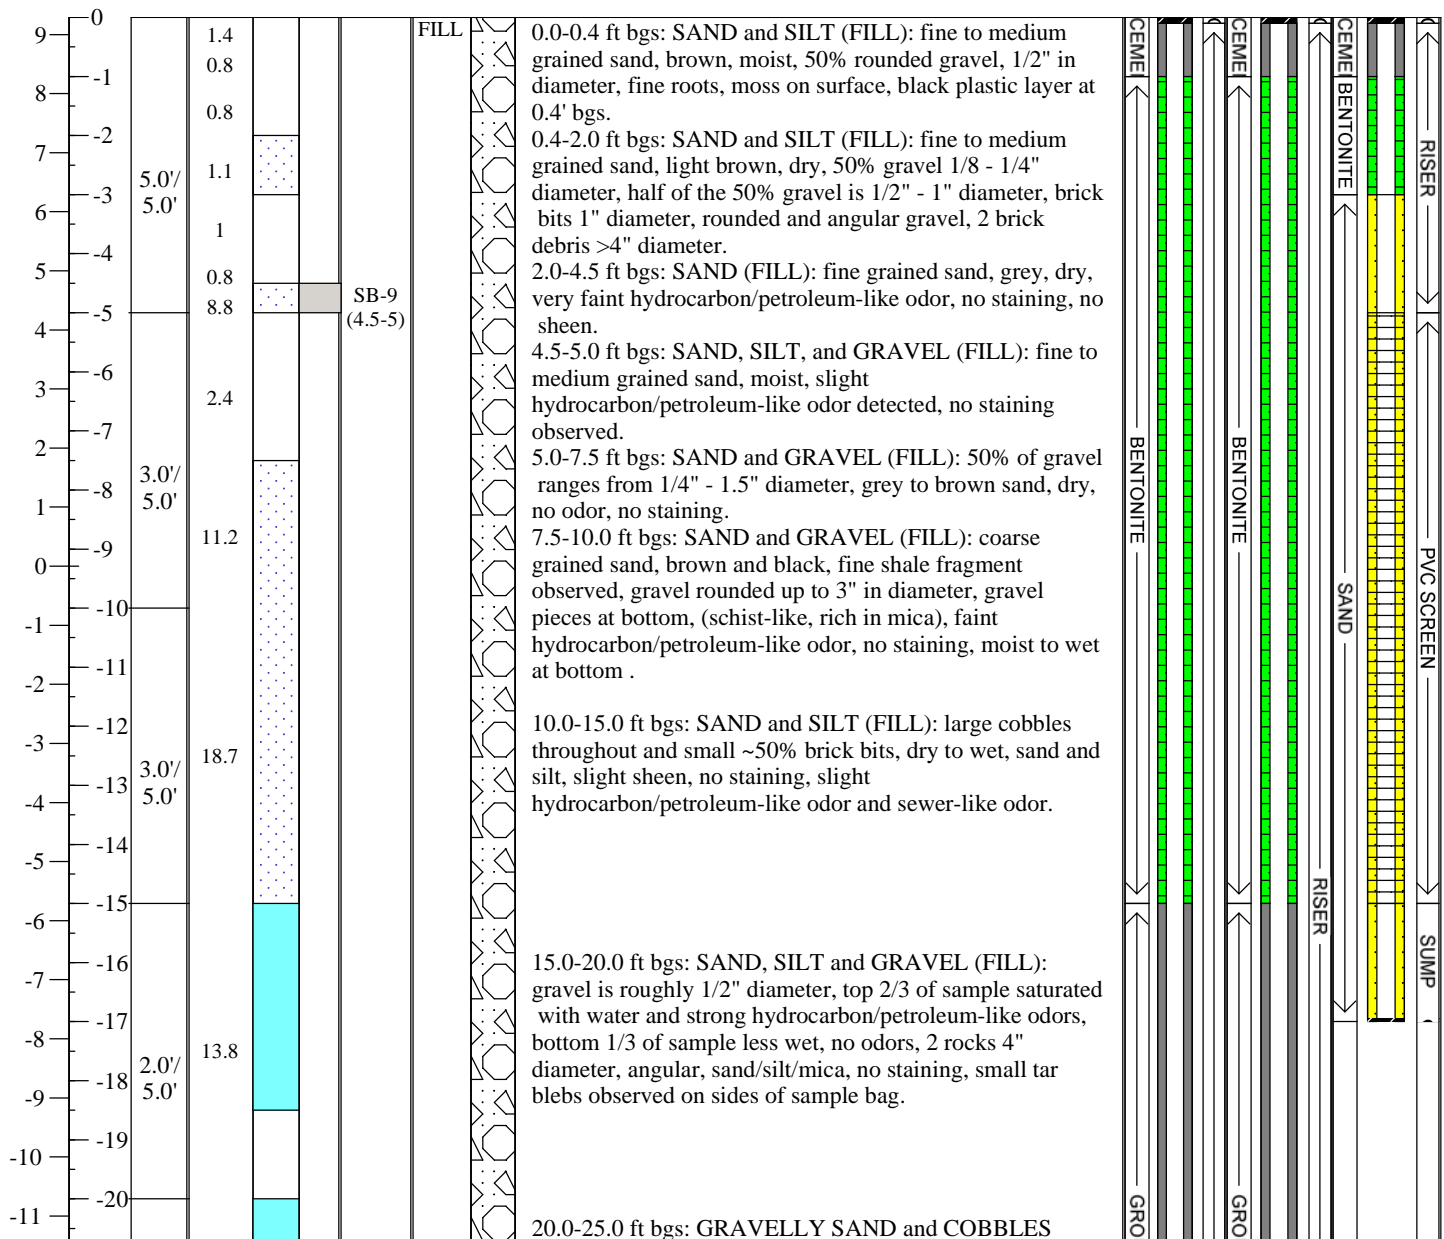 0
9
-1
8
-2
7
-3
6
-4
5
-5
4
-6
3
-7
2
-8
1
-9
0
-10
-1
-11
-2
-12
-3
-13
-4
-14
-5
-15
-6
-16
-7
-17
-8
-18
-9
-19
-10
-20
-11
5.0'/
5.0'
3.0'/
5.0'
3.0'/
5.0'
2.0'/
5.0'
1.4
0.8
0.8
1.1
1
0.8
8.8
2.4
11.2
18.7
13.8
SB-9
(4.5-5)
FILL
0.0-0.4 ft bgs: SAND and SILT (FILL): fine to medium
grained sand, brown, moist, 50% rounded gravel, 1/2" in
diameter, fine roots, moss on surface, black plastic layer at
0.4' bgs.
0.4-2.0 ft bgs: SAND and SILT (FILL): fine to medium
grained sand, light brown, dry, 50% gravel 1/8 - 1/4"
diameter, half of the 50% gravel is 1/2" - 1" diameter, brick
bits 1" diameter, rounded and angular gravel, 2 brick
debris >4" diameter.
2.0-4.5 ft bgs: SAND (FILL): fine grained sand, grey, dry,
very faint hydrocarbon/petroleum-like odor, no staining, no
sheen.
4.5-5.0 ft bgs: SAND, SILT, and GRAVEL (FILL): fine to
medium grained sand, moist, slight
hydrocarbon/petroleum-like odor detected, no staining
observed.
5.0-7.5 ft bgs: SAND and GRAVEL (FILL): 50% of gravel
ranges from 1/4" - 1.5" diameter, grey to brown sand, dry,
no odor, no staining.
7.5-10.0 ft bgs: SAND and GRAVEL (FILL): coarse
grained sand, brown and black, fine shale fragment
observed, gravel rounded up to 3" in diameter, gravel
pieces at bottom, (schist-like, rich in mica), faint
hydrocarbon/petroleum-like odor, no staining, moist to wet
at bottom .
10.0-15.0 ft bgs: SAND and SILT (FILL): large cobbles
throughout and small ~50% brick bits, dry to wet, sand and
silt, slight sheen, no staining, slight
hydrocarbon/petroleum-like odor and sewer-like odor.
15.0-20.0 ft bgs: SAND, SILT and GRAVEL (FILL):
gravel is roughly 1/2" diameter, top 2/3 of sample saturated
with water and strong hydrocarbon/petroleum-like odors,
bottom 1/3 of sample less wet, no odors, 2 rocks 4"
diameter, angular, sand/silt/mica, no staining, small tar
blebs observed on sides of sample bag.
20.0-25.0 ft bgs: GRAVELLY SAND and COBBLES
CEME
BENTONITE
GRO
CEME
BENTONITE
GRO
RISER
CEME
BENTONITE
SAND
RISER
PVC SCREEN
SUMP